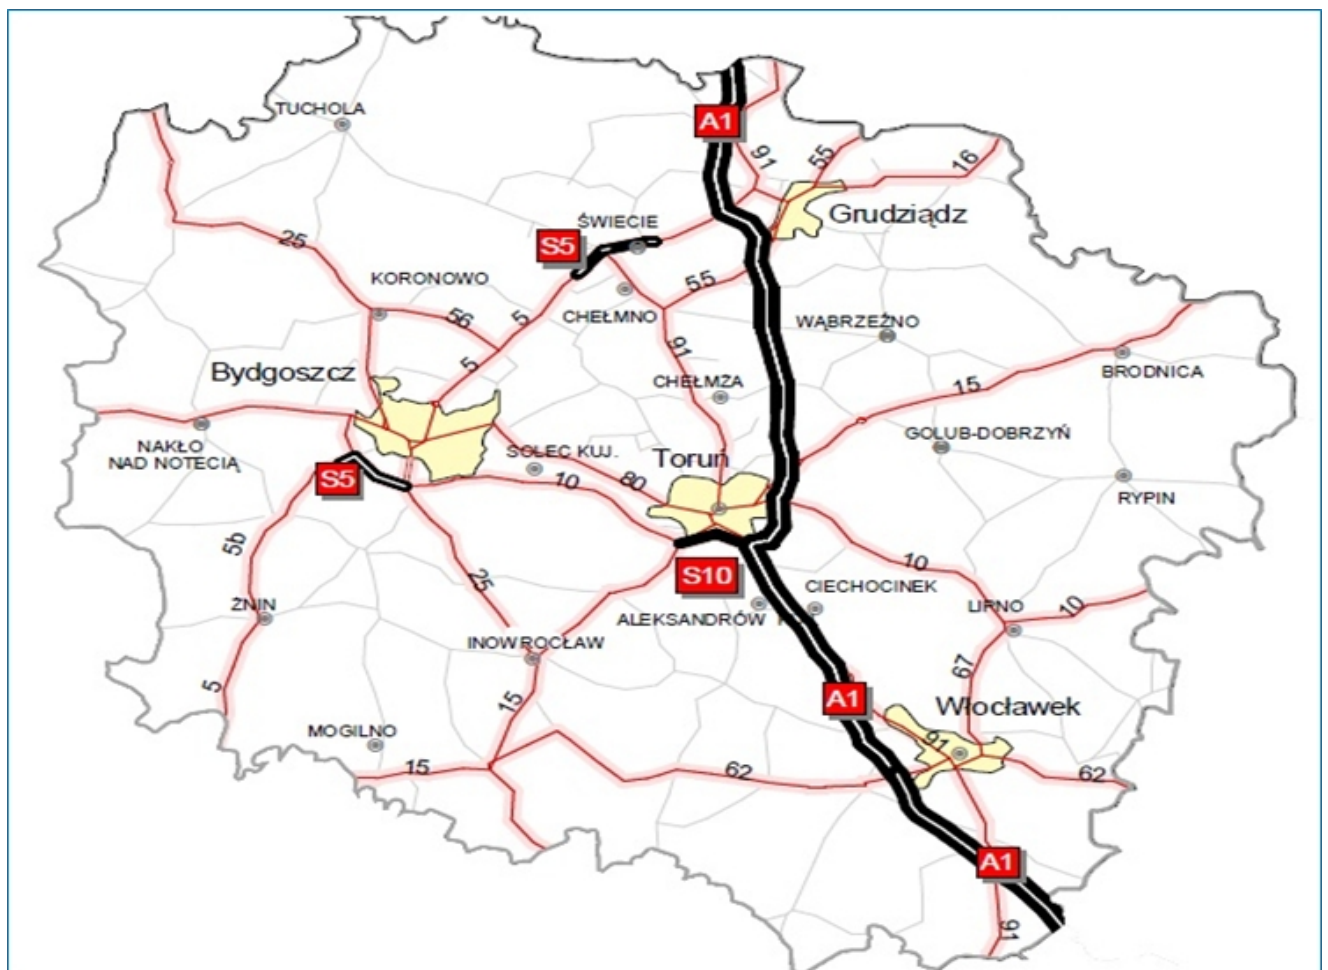 TUCHOLA
A1
91
55
16
ŚWIECIE
Grudziądz
25
S5
KORONOWO
55
56
5
CHEŁMNO
WĄBRZEŹNO
91
5
Bydgoszcz
CHEŁMŻA
15
BRODNICA
NAKŁO
NAD NOTECIĄ
SOLEC KUJ.
Toruń
GOLUB-DOBRZYŃ
S5
10
80
RYPIN
5b
25
S10
10
CIECHOCINEK
ŻNIN
ALEKSANDRÓW
LIPNO
10
INOWROCŁAW
67
5
15
A1
Włocławek
MOGILNO
91
15
62
62
A1
91